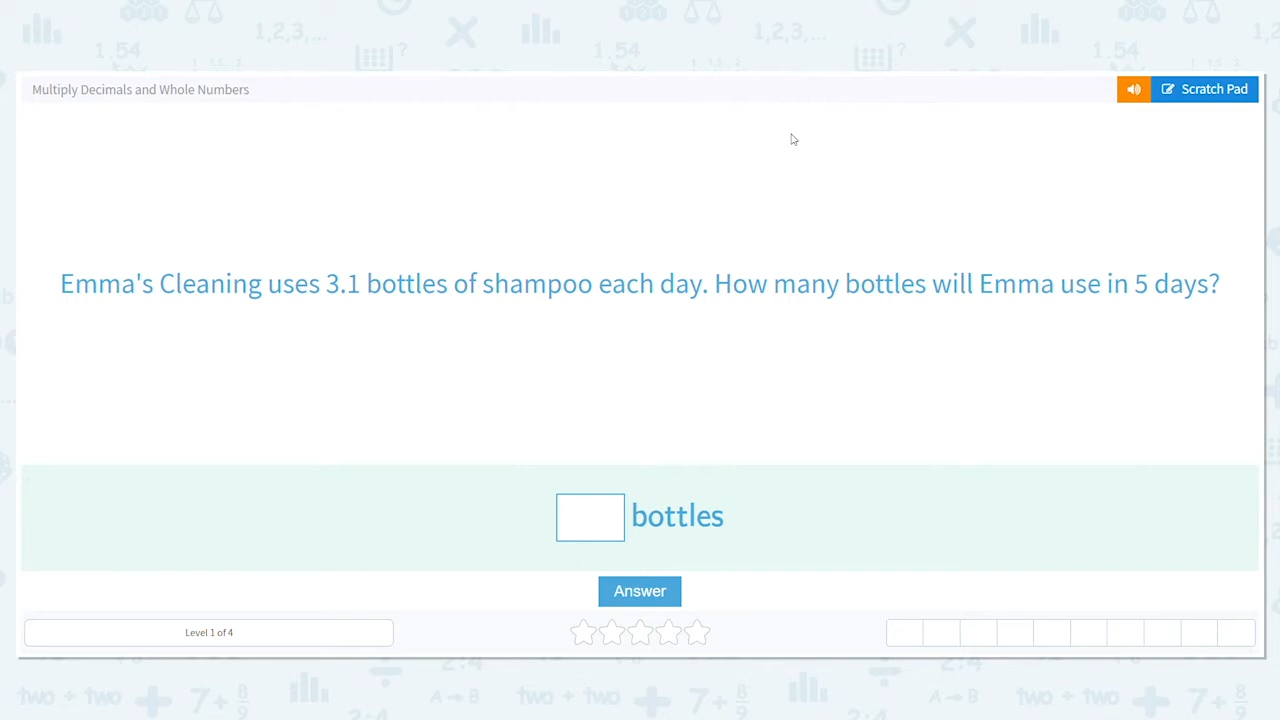 Multiply Decimals and Whole Numbers
Scratch Pad
Emma's Cleaning uses 3.1 bottles of shampoo each day. How many bottles will Emma use in 5 days?
bottles
Answer
Level 1 of 4